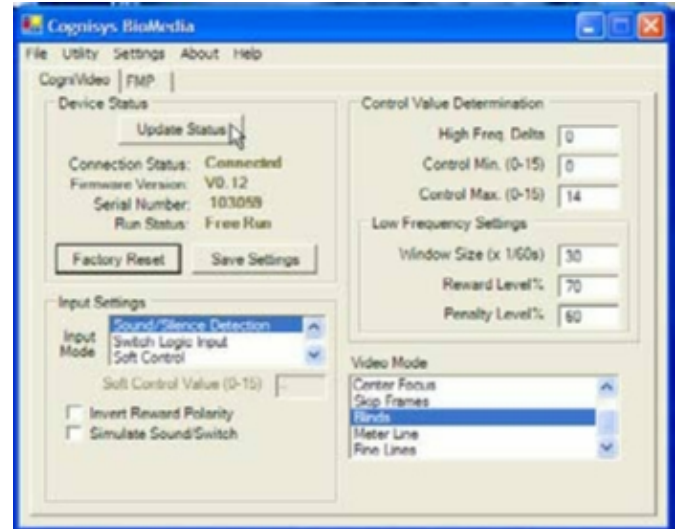 Cognisys BioMedia
File Utility Settings About Help
CogniVideo FMP
Device Status
Update Status
Connection Status: Connected
Firmware Version: V0.12
Serial Number: 103059
Run Status: Free Run
Factory Reset Save Settings
Input Settings
Input Mode
Sound/Silence Detection
Switch Logic Input
Soft Control
Soft Control Value (0-15)
Invert Reward Polarity
Simulate Sound/Switch
Control Value Determination
High Freq. Delta 0
Control Min. (0-15) 0
Control Max. (0-15) 14
Low Frequency Settings
Window Size (x 1/60s) 30
Reward Level% 70
Penalty Level% 60
Video Mode
Center Focus
Skip Frames
Blinds
Meter Line
Fine Lines